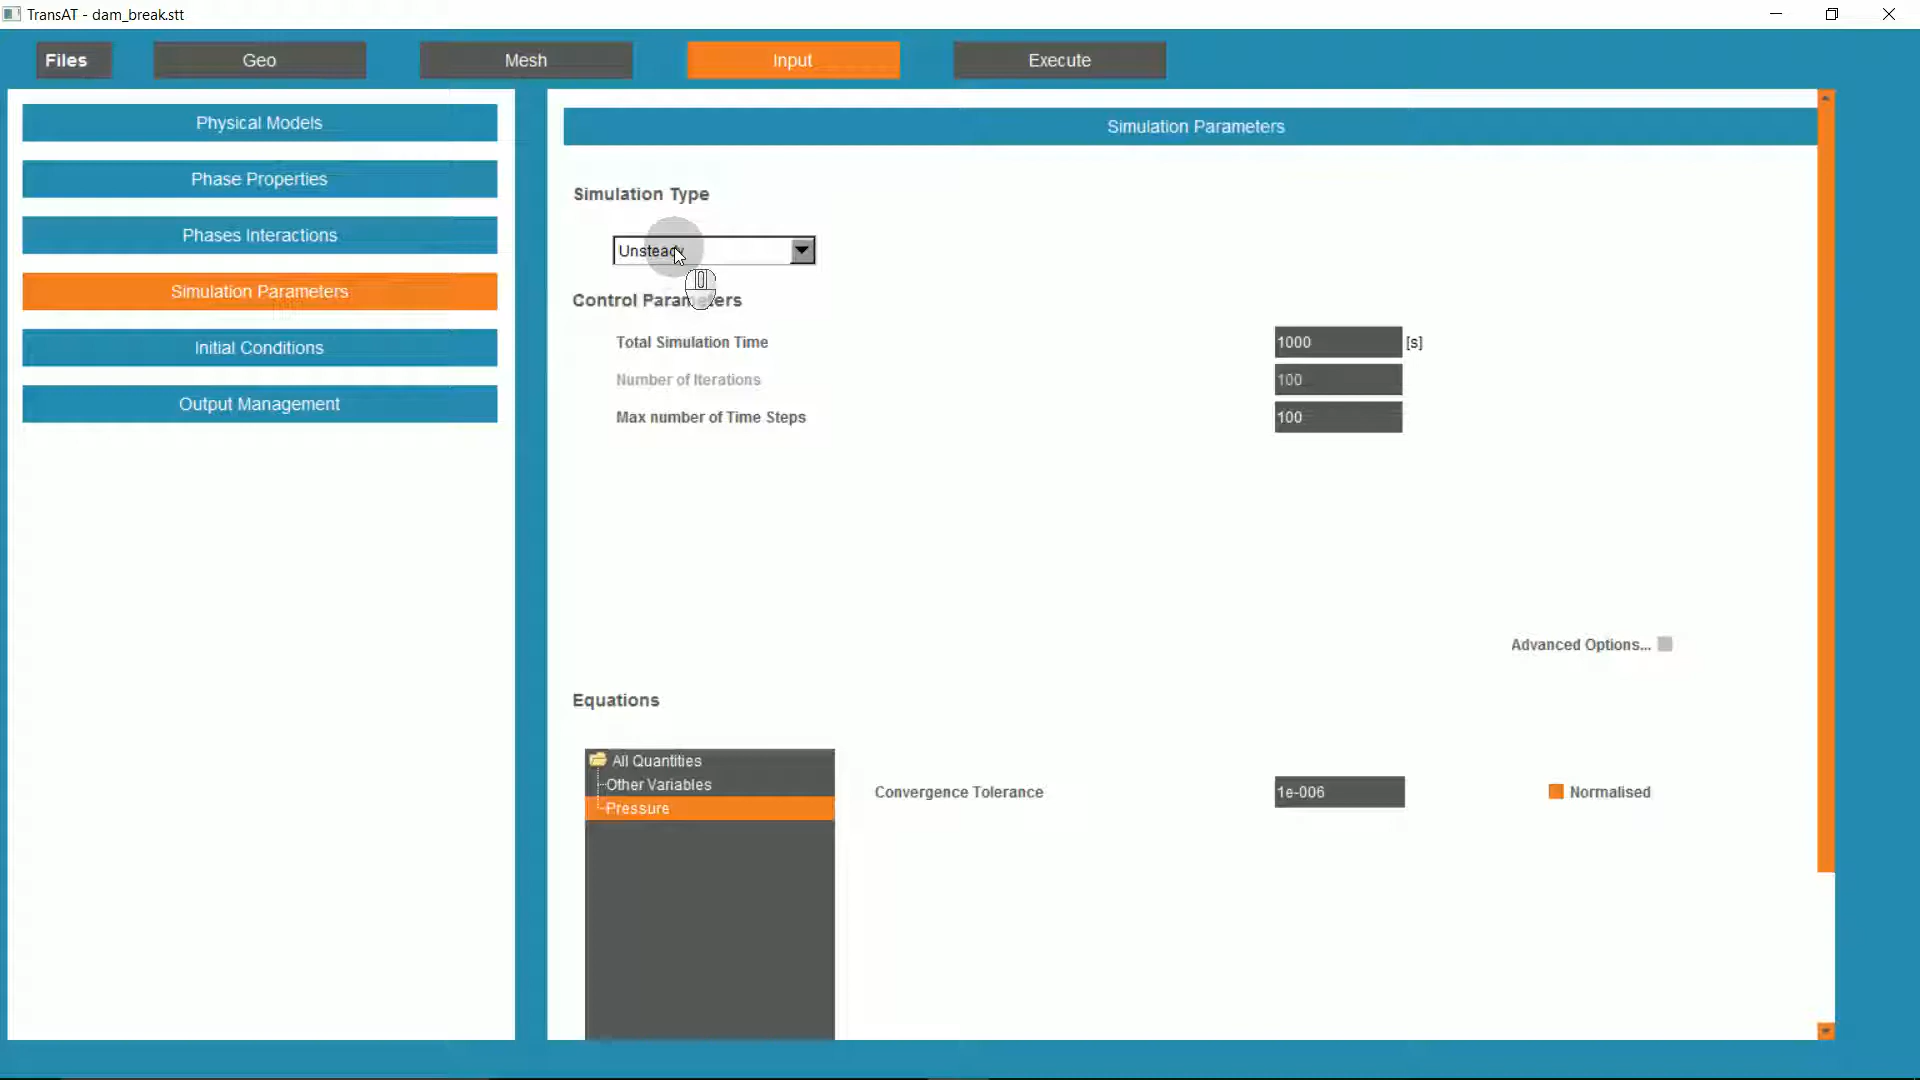 TransAT - dam_break.stt
Files
Geo
Mesh
Input
Execute
Physical Models
Phase Properties
Phases Interactions
Simulation Parameters
Initial Conditions
Output Management
Simulation Parameters
Simulation Type
Unsteady
Control Parameters
Total Simulation Time 1000 [s]
Number of Iterations 100
Max number of Time Steps 100
Advanced Options...
Equations
All Quantities
Other Variables
Pressure
Convergence Tolerance 1e-006 Normalised